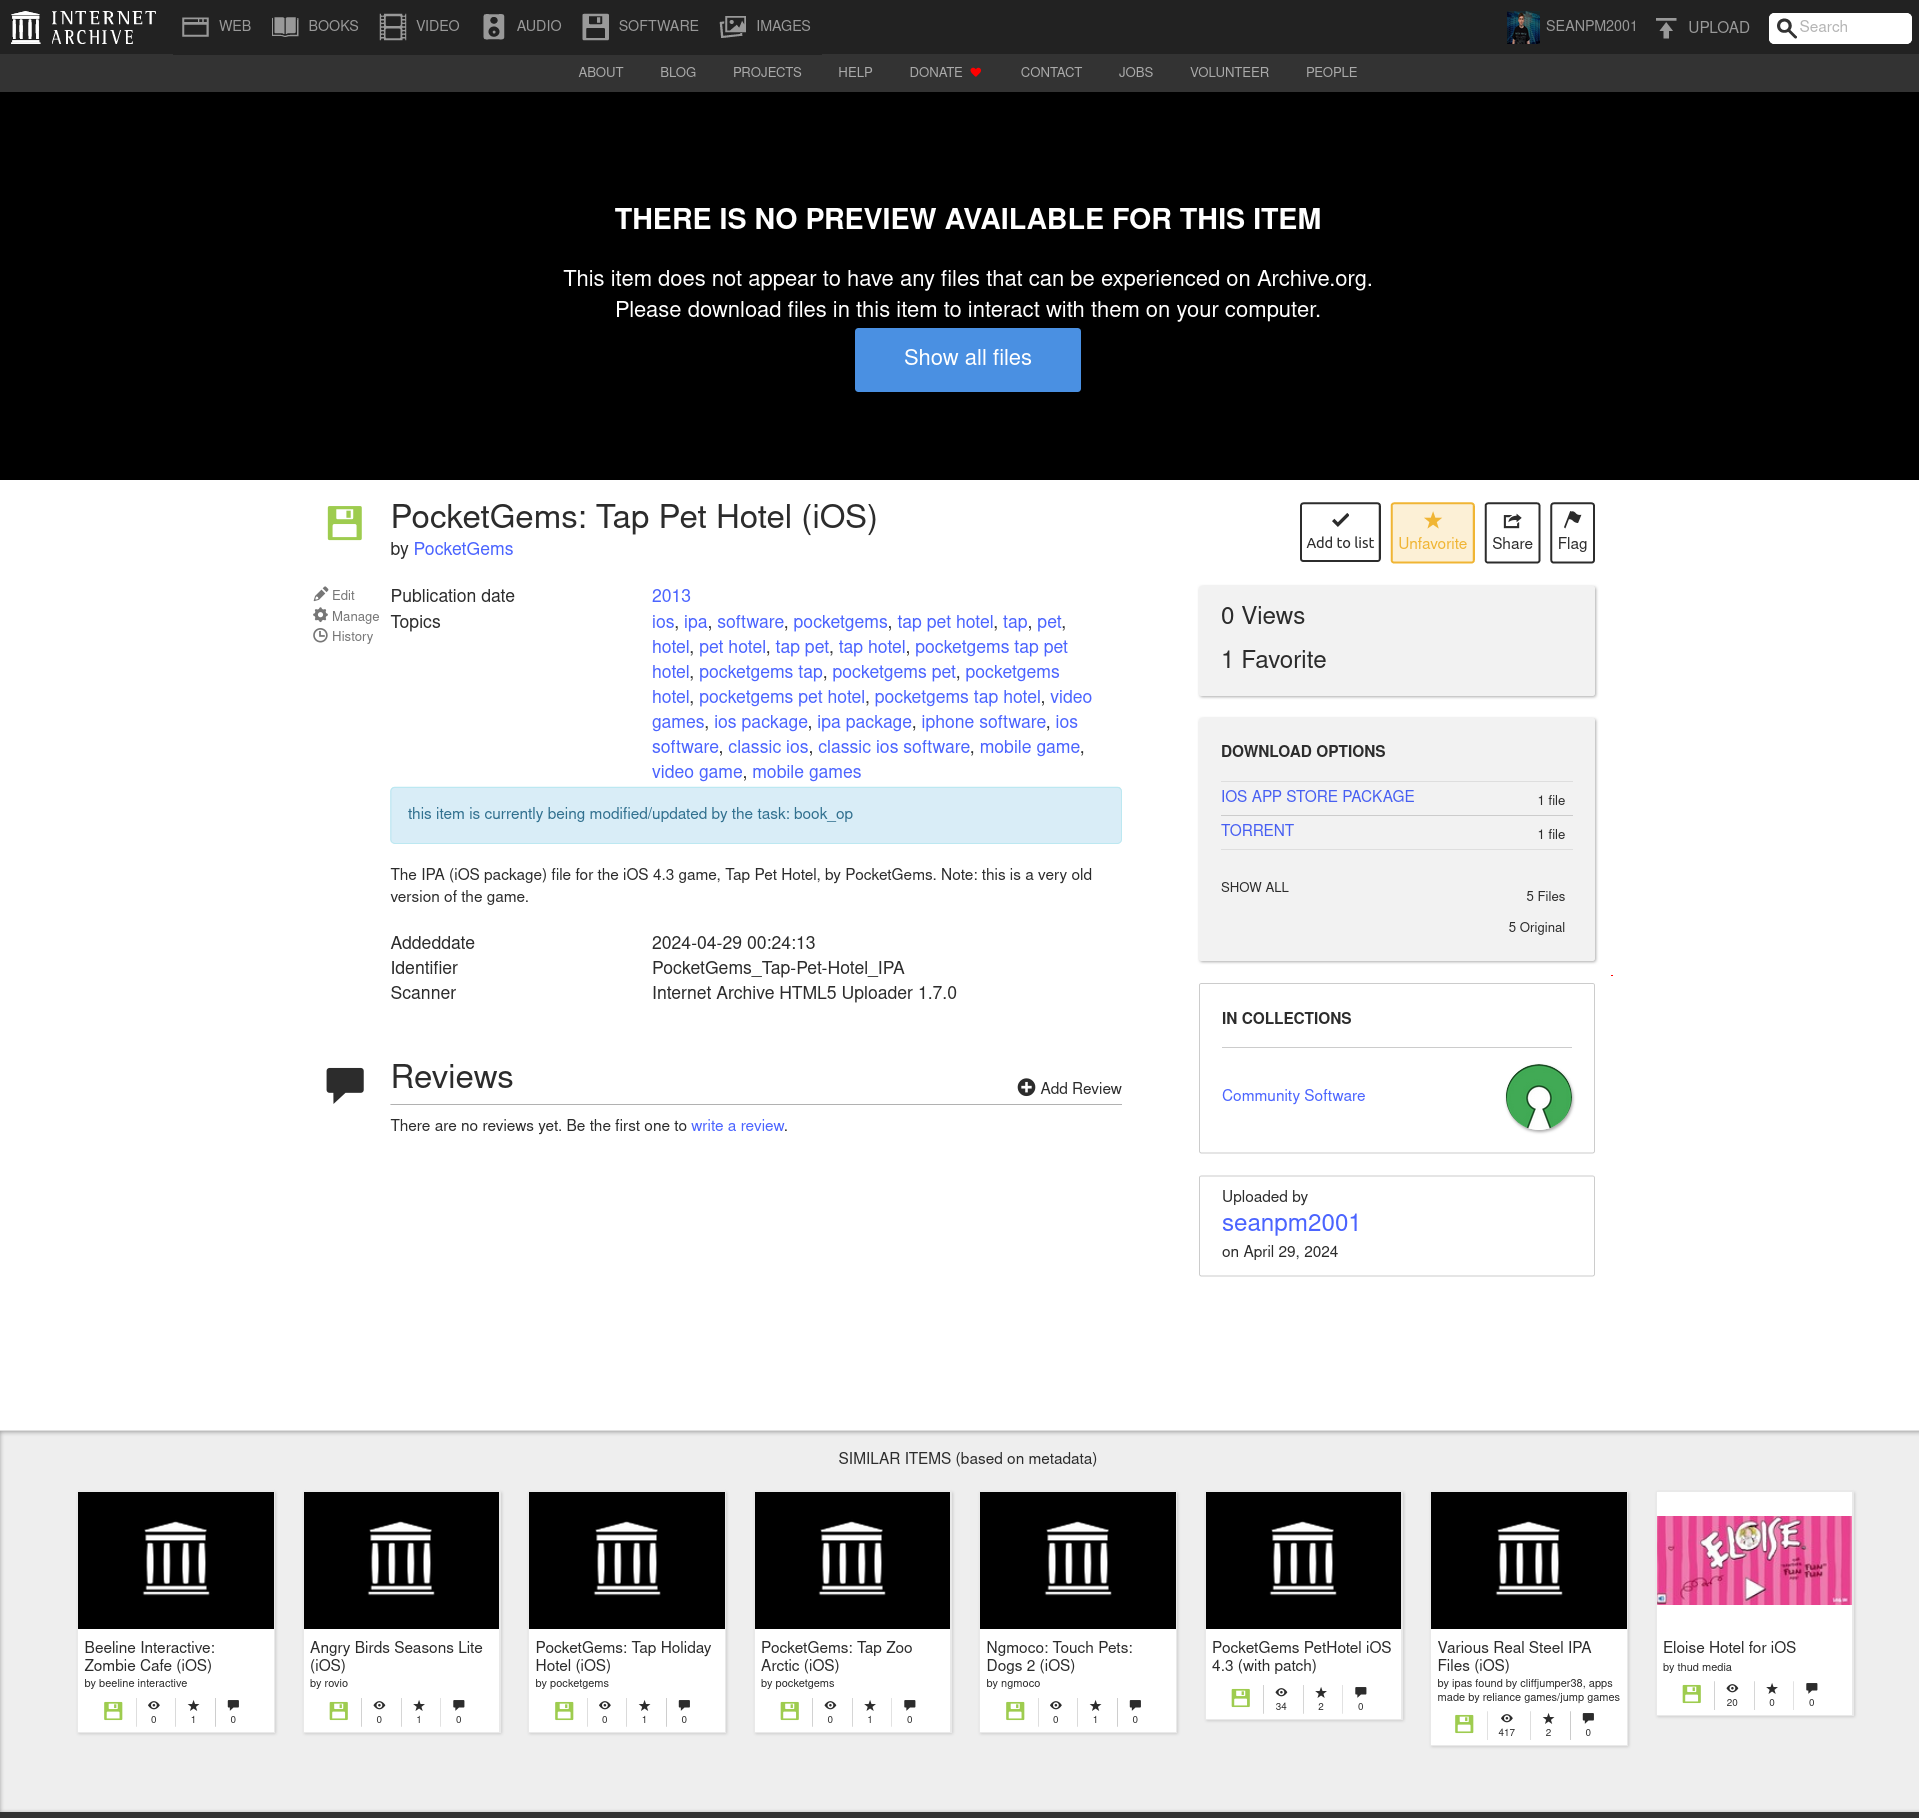 INTERNET ARCHIVE
WEB BOOKS VIDEO AUDIO SOFTWARE IMAGES
SEANPM2001 UPLOAD Search
ABOUT BLOG PROJECTS HELP DONATE CONTACT JOBS VOLUNTEER PEOPLE
THERE IS NO PREVIEW AVAILABLE FOR THIS ITEM
This item does not appear to have any files that can be experienced on Archive.org.
Please download files in this item to interact with them on your computer.
Show all files
PocketGems: Tap Pet Hotel (iOS)
by PocketGems
Add to list Unfavorite Share Flag
Edit
Manage
History
Publication date 2013
Topics ios, ipa, software, pocketgems, tap pet hotel, tap, pet,
hotel, pet hotel, tap pet, tap hotel, pocketgems tap pet
hotel, pocketgems tap, pocketgems pet, pocketgems
hotel, pocketgems pet hotel, pocketgems tap hotel, video
games, ios package, ipa package, iphone software, ios
software, classic ios, classic ios software, mobile game,
video game, mobile games
this item is currently being modified/updated by the task: book_op
The IPA (iOS package) file for the iOS 4.3 game, Tap Pet Hotel, by PocketGems. Note: this is a very old
version of the game.
Addeddate 2024-04-29 00:24:13
Identifier PocketGems_Tap-Pet-Hotel_IPA
Scanner Internet Archive HTML5 Uploader 1.7.0
Reviews
Add Review
There are no reviews yet. Be the first one to write a review.
0 Views
1 Favorite
DOWNLOAD OPTIONS
IOS APP STORE PACKAGE 1 file
TORRENT 1 file
SHOW ALL 5 Files
5 Original
IN COLLECTIONS
Community Software
Uploaded by
seanpm2001
on April 29, 2024
SIMILAR ITEMS (based on metadata)
Beeline Interactive:
Zombie Cafe (iOS)
by beeline interactive
0 1 0
Angry Birds Seasons Lite
(iOS)
by rovio
0 1 0
PocketGems: Tap Holiday
Hotel (iOS)
by pocketgems
0 1 0
PocketGems: Tap Zoo
Arctic (iOS)
by pocketgems
0 1 0
Ngmoco: Touch Pets:
Dogs 2 (iOS)
by ngmoco
0 1 0
PocketGems PetHotel iOS
4.3 (with patch)
34 2 0
Various Real Steel IPA
Files (iOS)
by ipas found by cliffjumper38, apps
made by reliance games/jump games
417 2 0
ELOISE
Eloise Hotel for iOS
by thud media
20 0 0